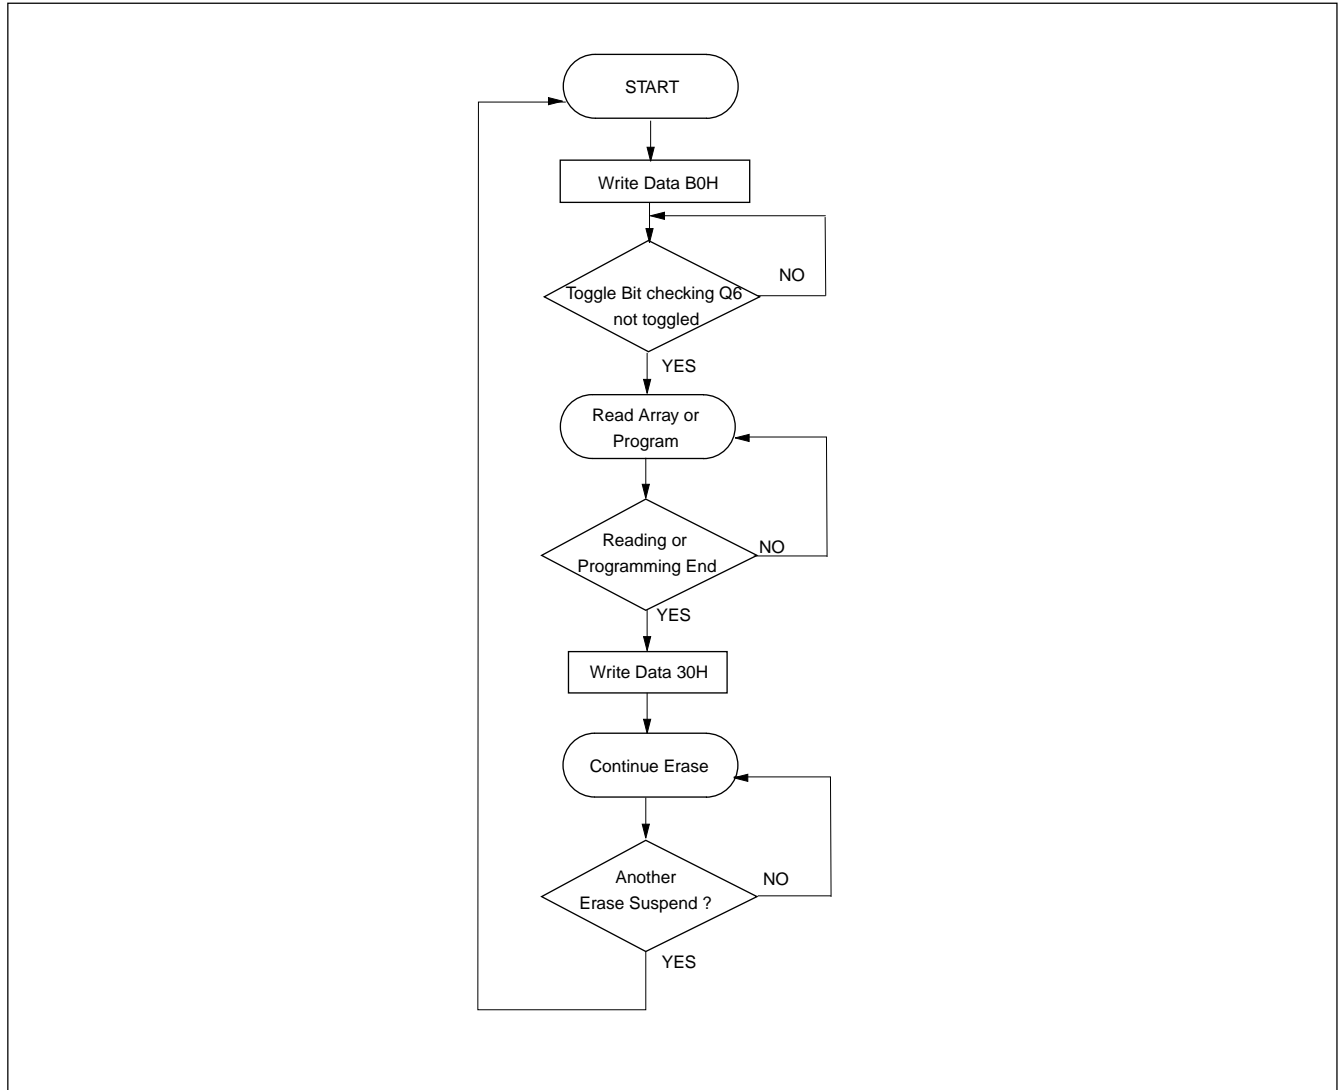 START
Write Data B0H
NO
Toggle Bit checking Q6
not toggled
YES
Read Array or
Program
Reading or
NO
Programming End
YES
Write Data 30H
Continue Erase
Another
NO
Erase Suspend ?
YES